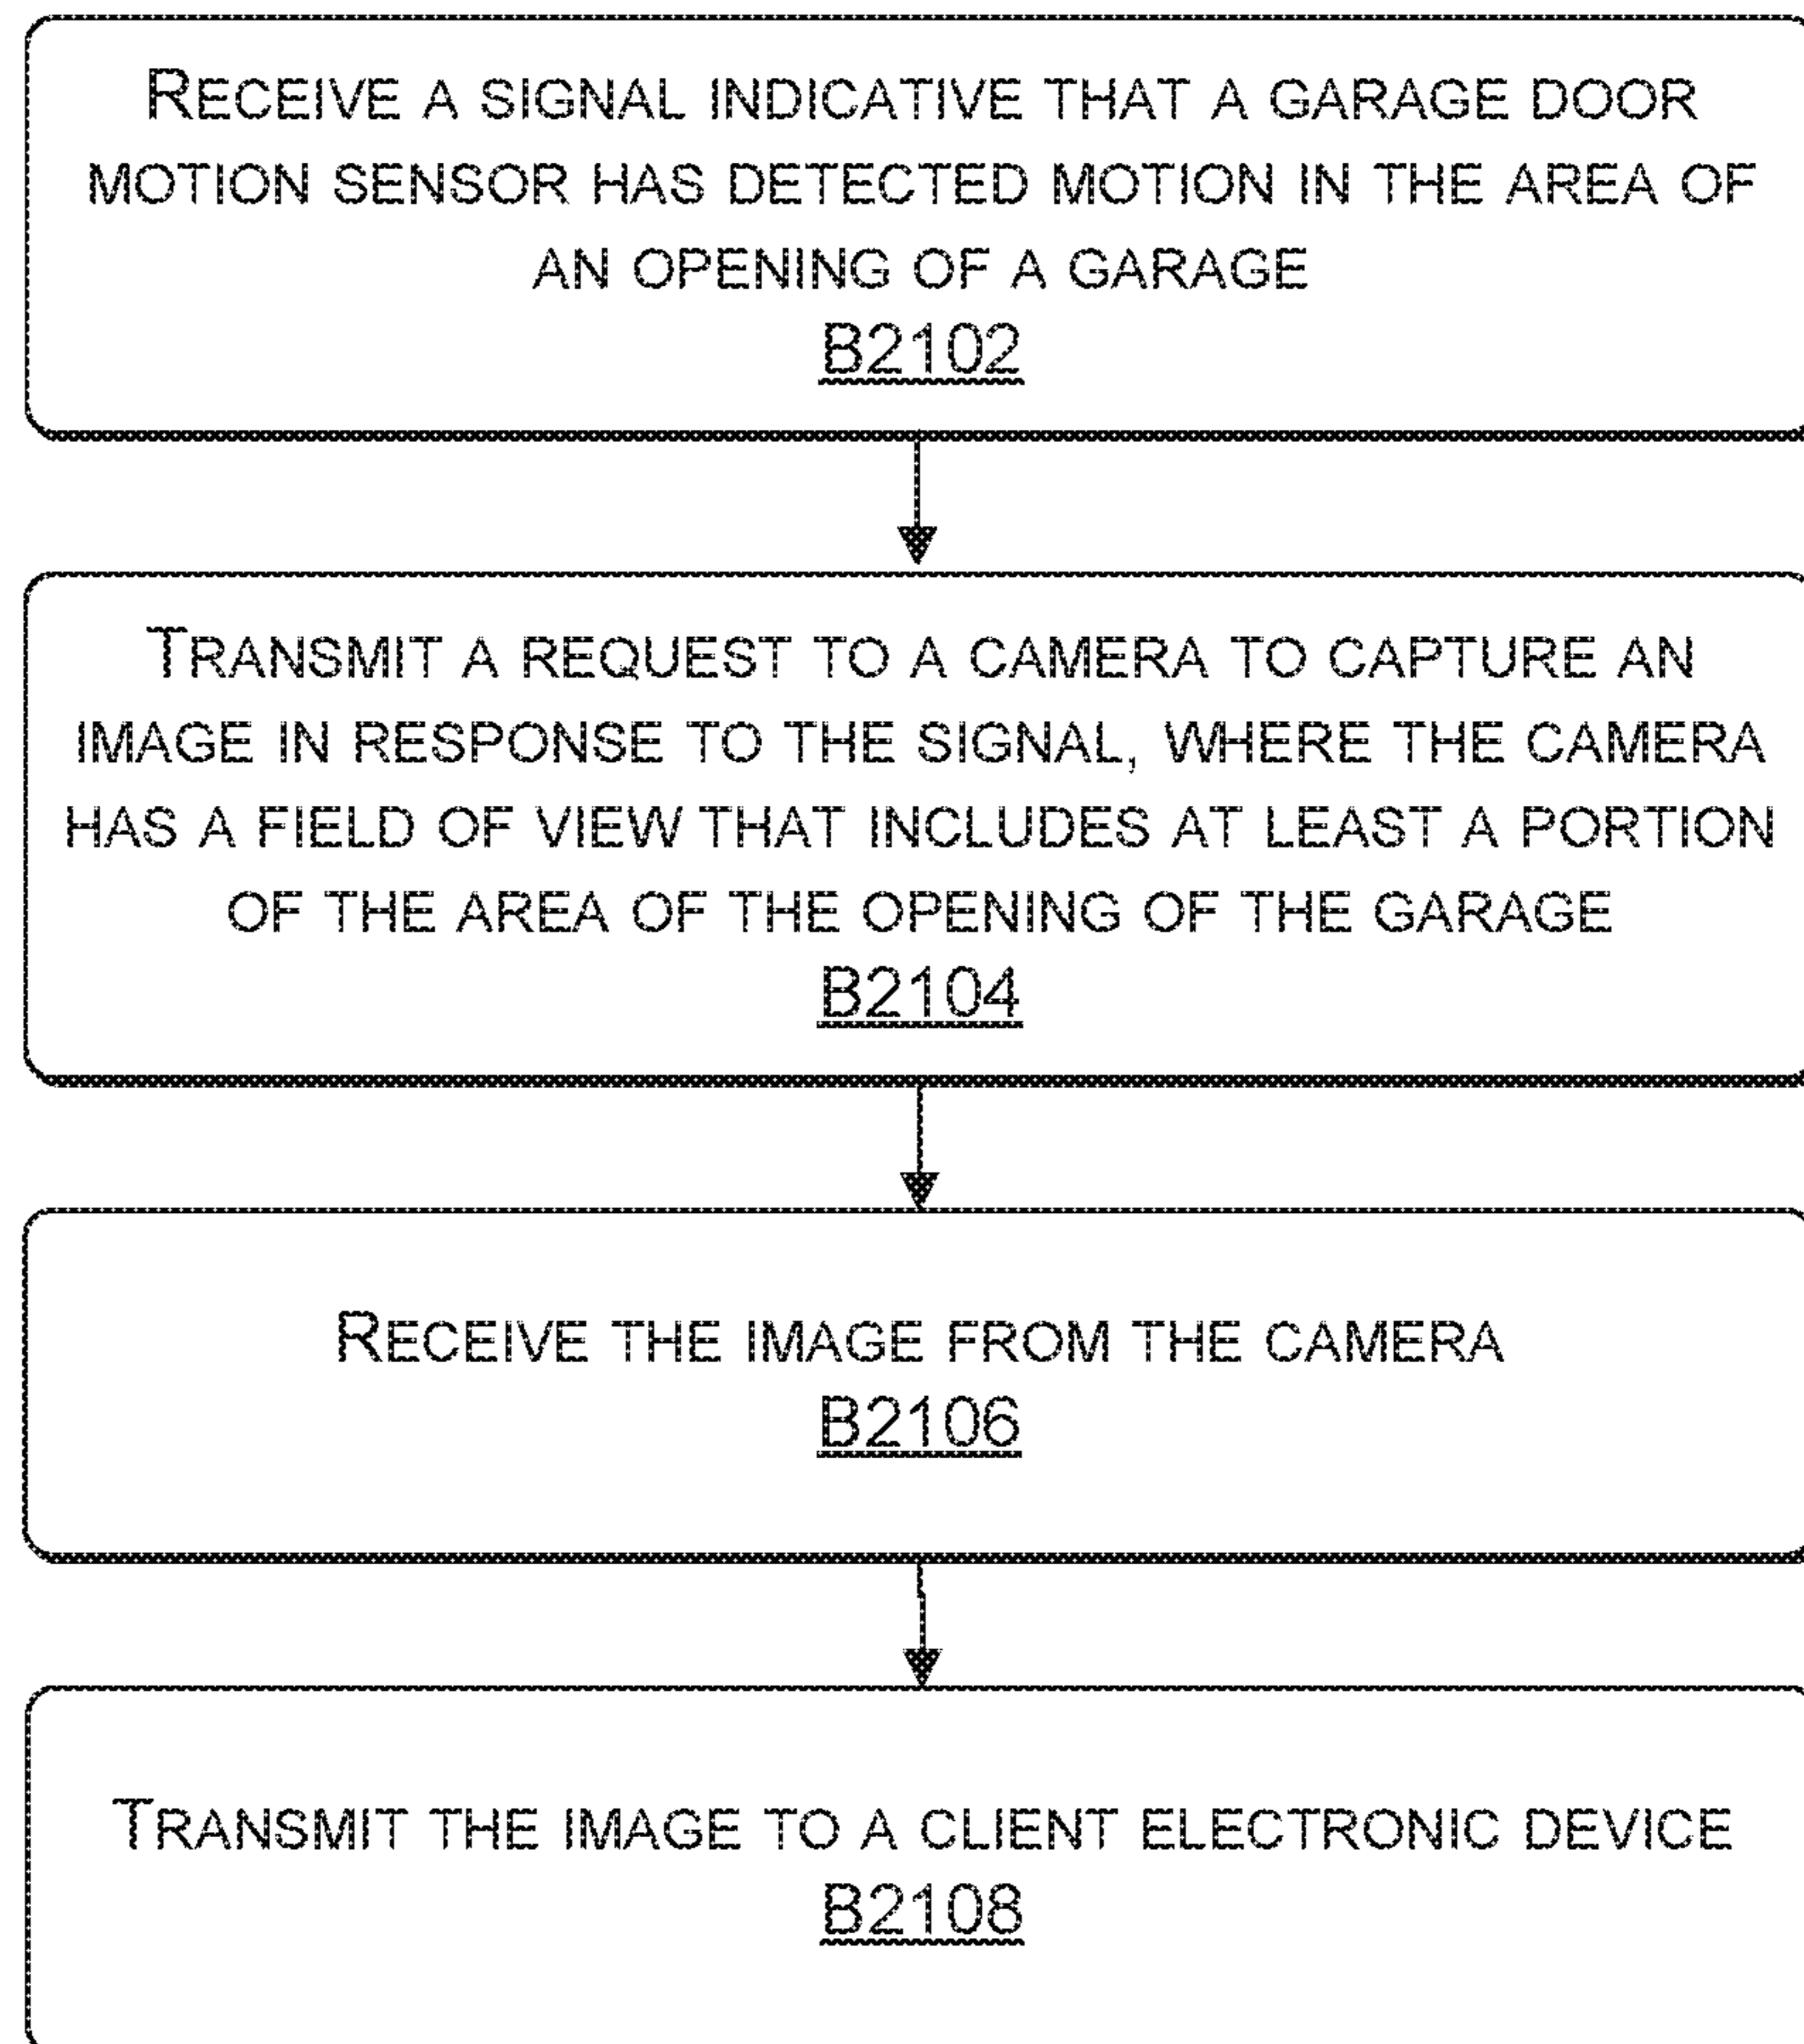 RECEIVE A SIGNAL INDICATIVE THAT A GARAGE DOOR
MOTION SENSOR HAS DETECTED MOTION IN THE AREA OF
AN OPENING OF A GARAGE
B2102
TRANSMIT A REQUEST TO A CAMERA TO CAPTURE AN
IMAGE IN RESPONSE TO THE SIGNAL, WHERE THE CAMERA
HAS A FIELD OF VIEW THAT INCLUDES AT LEAST A PORTION
OF THE AREA OF THE OPENING OF THE GARAGE
B2104
RECEIVE THE IMAGE FROM THE CAMERA
B2106
TRANSMIT THE IMAGE TO A CLIENT ELECTRONIC DEVICE
B2108